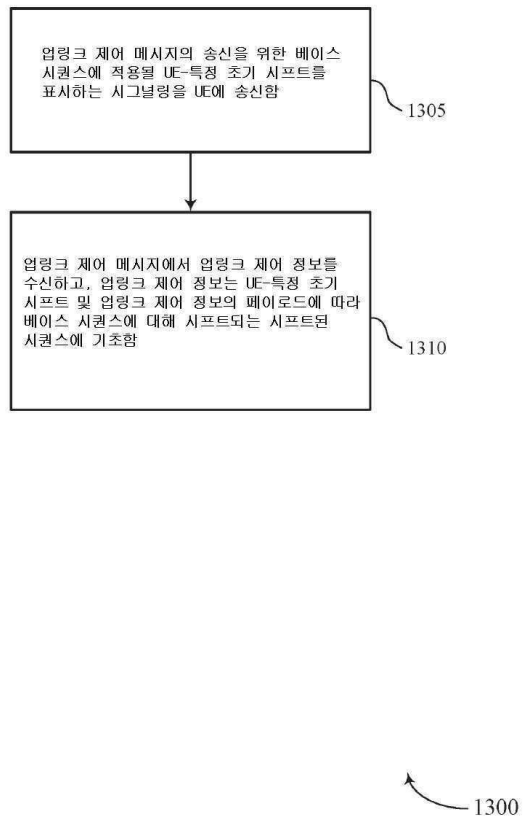 업링크 제어 메시지의 송신을 위한 베이스
시퀀스에 적용될 UE-특정 초기 시프트를
표시하는 시그널링을 UE에 송신함
1305
업링크 제어 메시지에서 업링크 제어 정보를
수신하고, 업링크 제어 정보는 UE-특정 초기
시프트 및 업링크 제어 정보의 페이로드에 따라
베이스 시퀀스에 대해 시프트되는 시프트된
시퀀스에 기초함
1310
1300